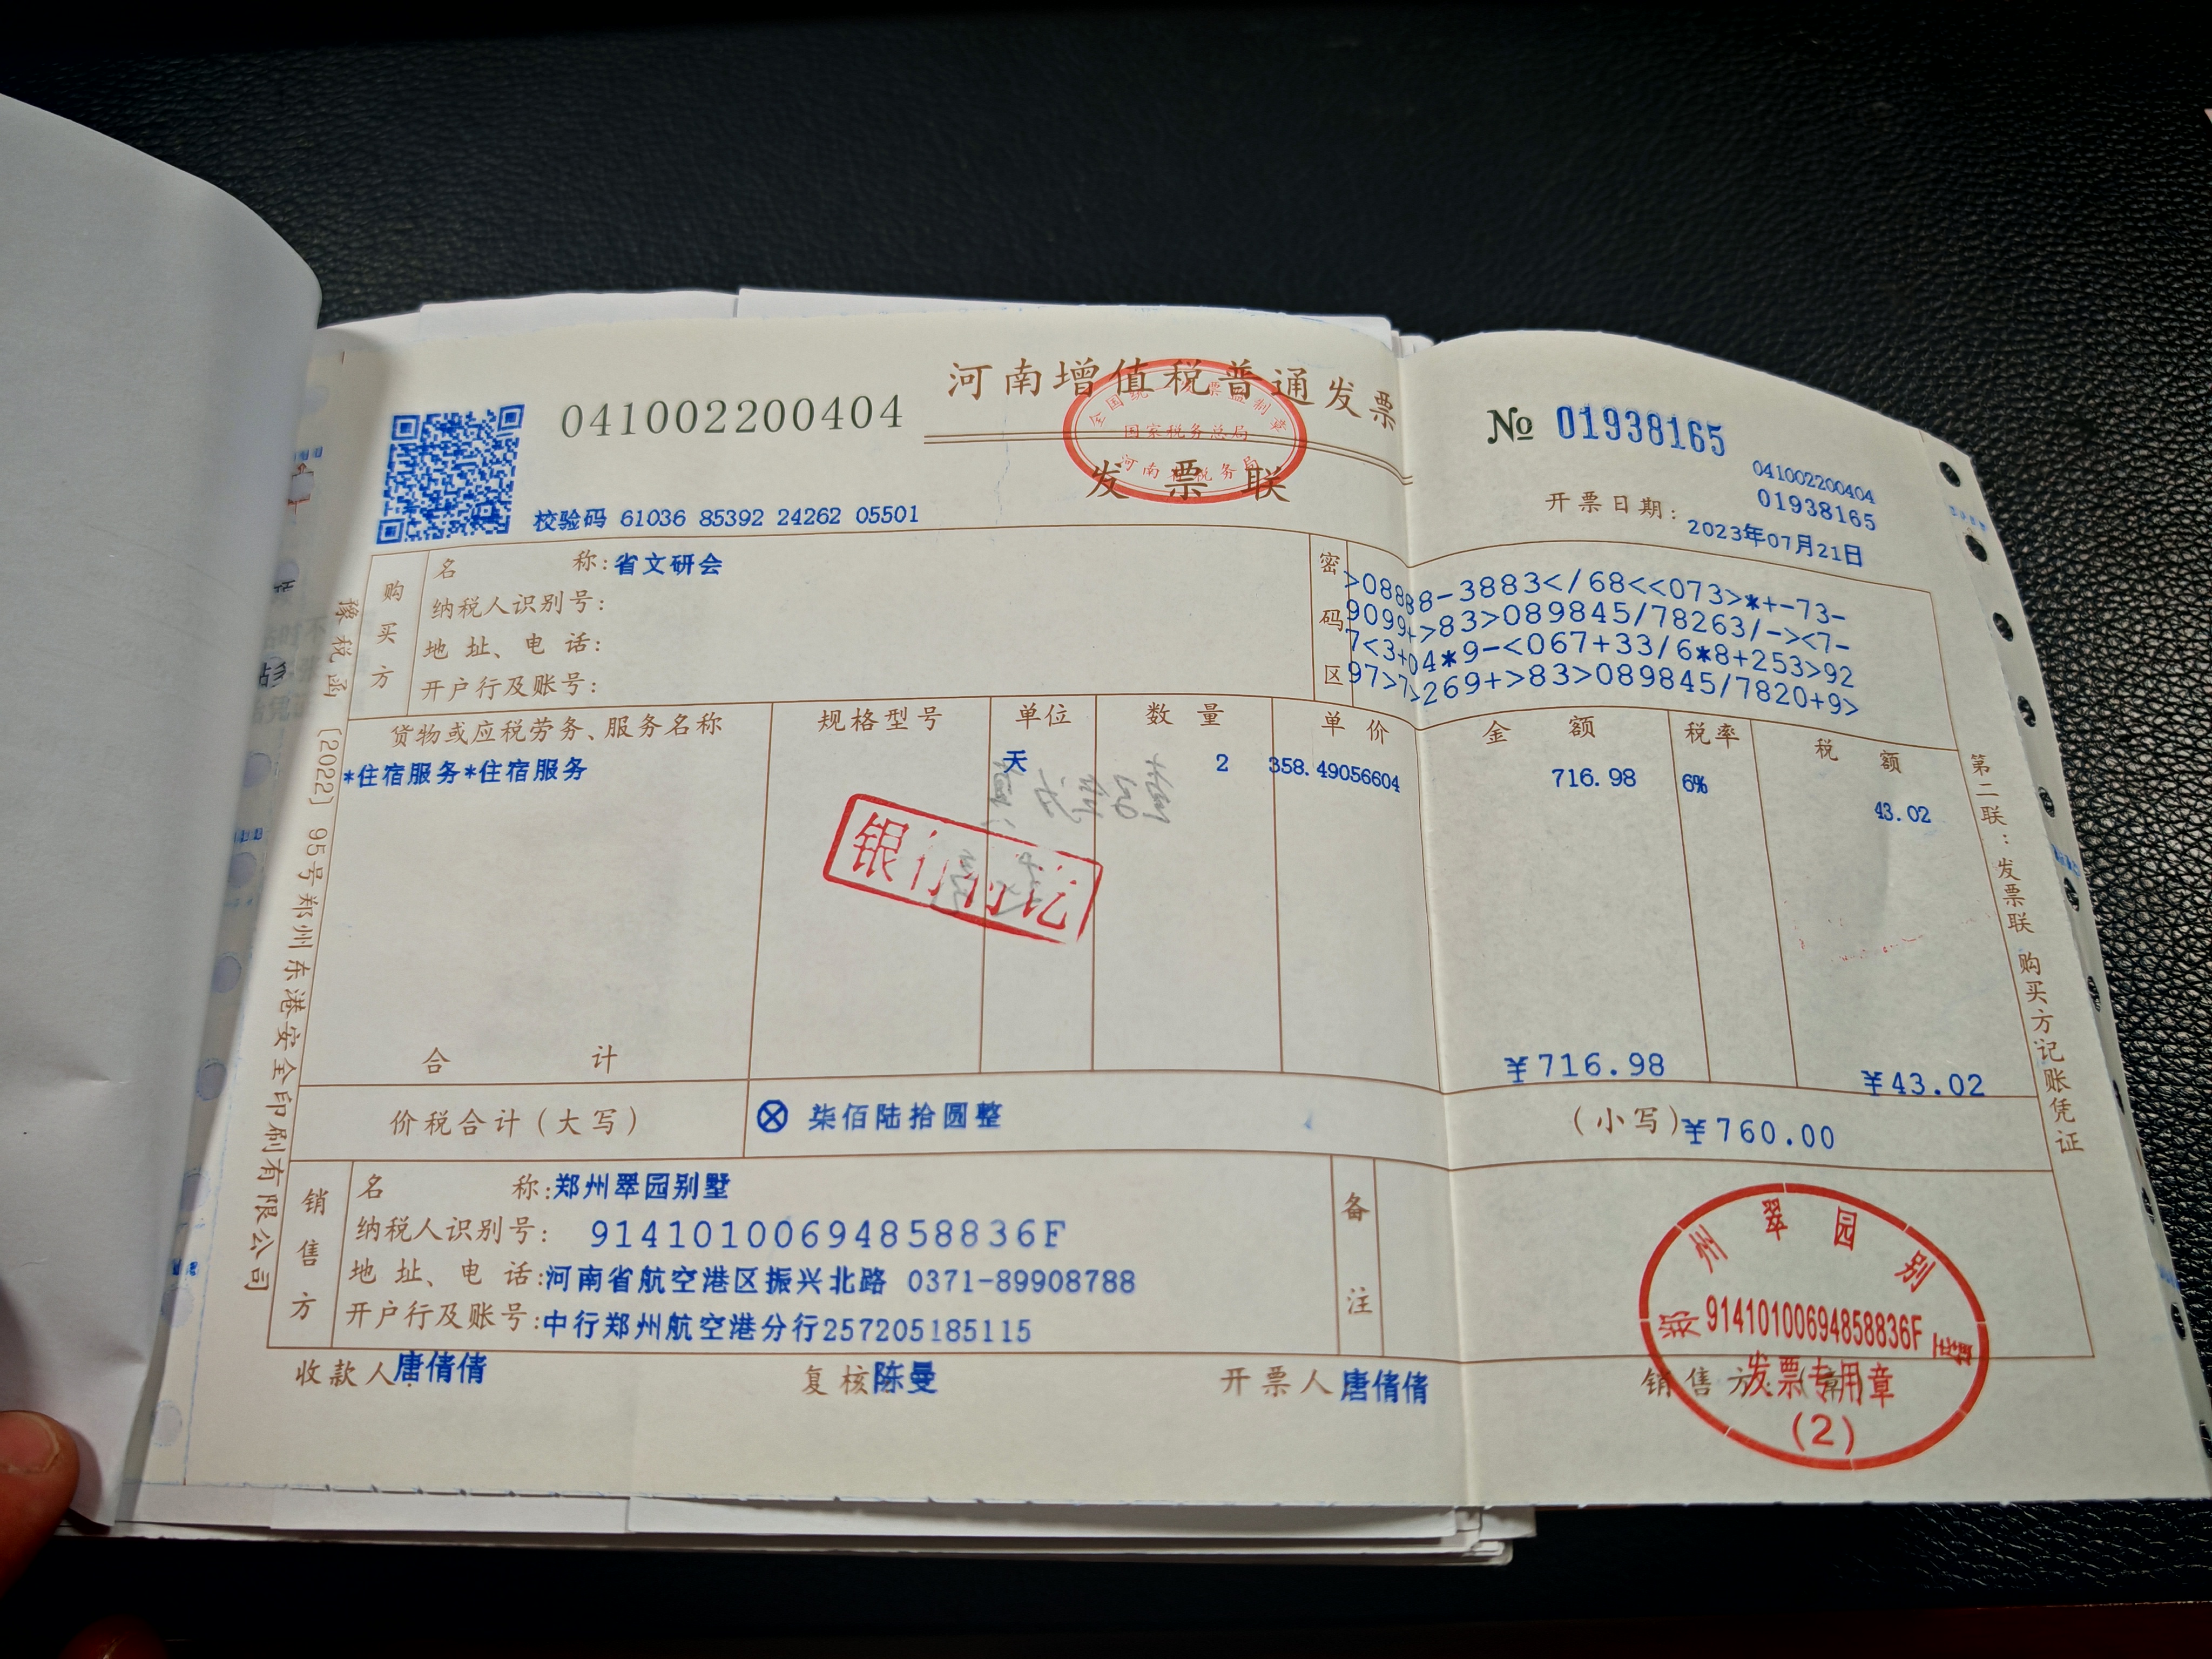 河南增值税普通发票
发票联
全国统一发票监制章
国家税务总局
河南省税务局
041002200404
校验码 61036 85392 24262 05501
№ 01938165
041002200404
01938165
开票日期: 2023年07月21日
购买方
名称: 省文研会
纳税人识别号:
地址、电话:
开户行及账号:
密码区
>08888-3883</68<<073>*+-73-
9099+>83>089845/78263/-><7-
7<3+04*9-<067+33/6*8+253>92
97>7>269+>83>089845/7820+9>
货物或应税劳务、服务名称 规格型号 单位 数量 单价 金额 税率 税额
*住宿服务*住宿服务 天 2 358.49056604 716.98 6% 43.02
银行付讫
合计 ¥716.98 ¥43.02
价税合计(大写) ⊗ 柒佰陆拾圆整 (小写)¥760.00
销售方
名称: 郑州翠园别墅
纳税人识别号: 91410100694858836F
地址、电话: 河南省航空港区振兴北路 0371-89908788
开户行及账号: 中行郑州航空港分行257205185115
备注
收款人 唐倩倩 复核 陈曼 开票人 唐倩倩 销售方:(章)
郑州翠园别墅
91410100694858836F
发票专用章
(2)
豫税函〔2022〕95号郑州东港安全印刷有限公司
第二联:发票联 购买方记账凭证